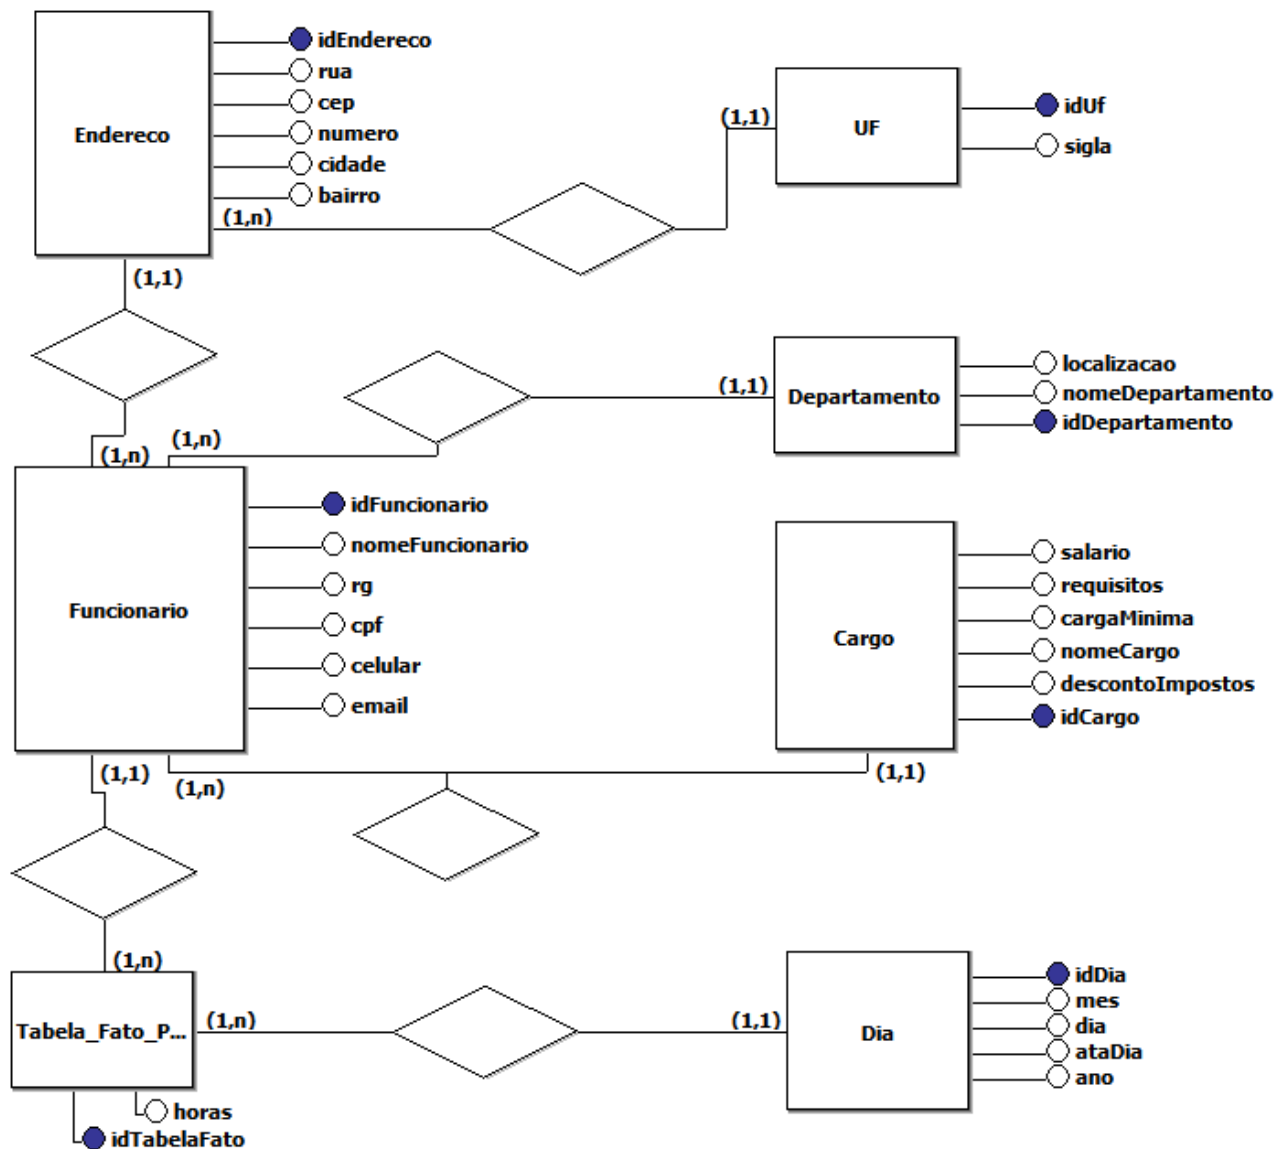 Endereco
idEndereco
rua
cep
numero
cidade
bairro
(1,n)
(1,1)
UF
idUf
sigla
(1,1)
(1,1)
Departamento
localizacao
nomeDepartamento
idDepartamento
(1,n)
(1,n)
Funcionario
idFuncionario
nomeFuncionario
rg
cpf
celular
email
Cargo
salario
requisitos
cargaMinima
nomeCargo
descontoImpostos
idCargo
(1,1)
(1,n)
(1,1)
(1,n)
Tabela_Fato_P...
(1,n)
(1,1)
horas
idTabelaFato
Dia
idDia
mes
dia
ataDia
ano